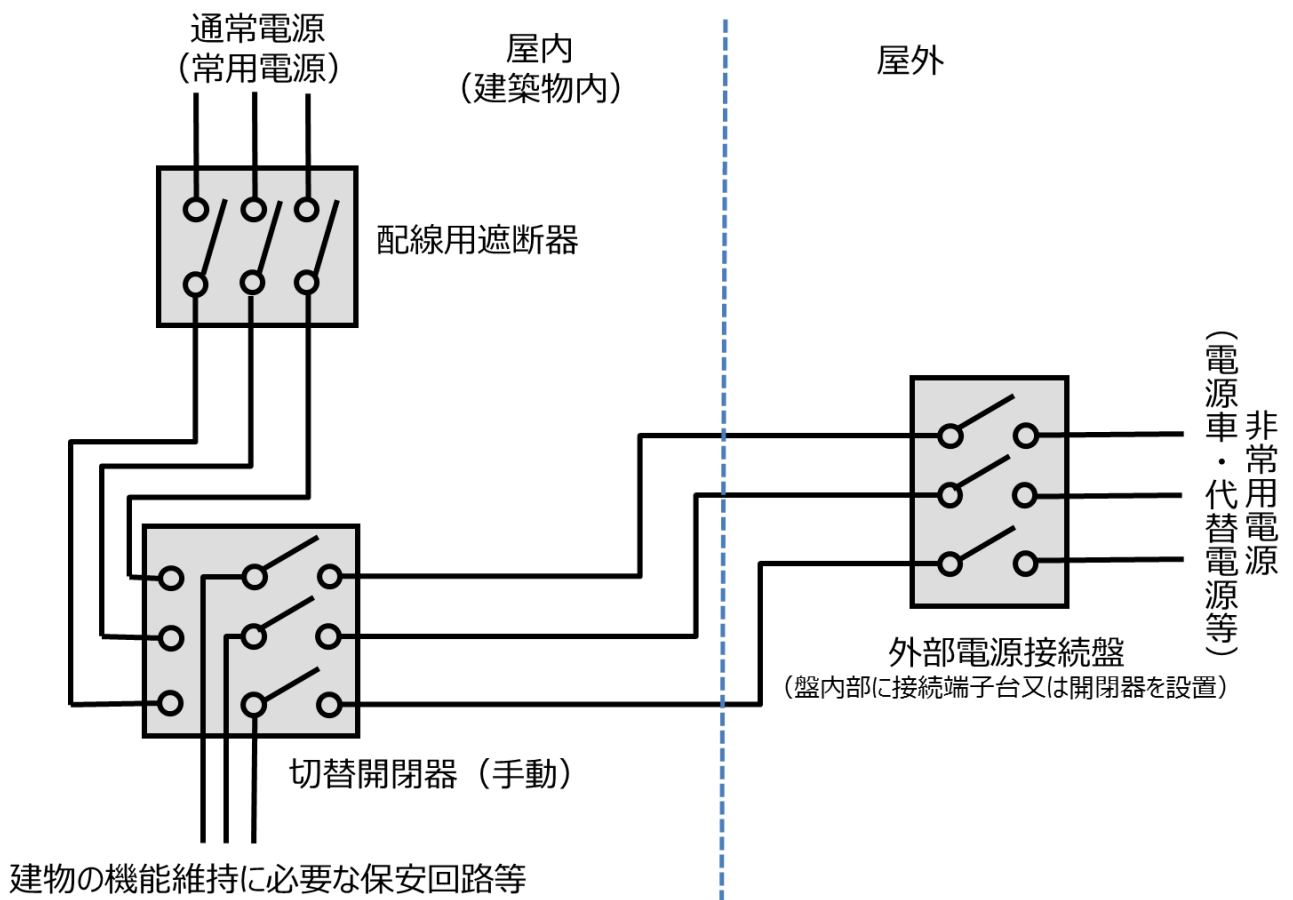 通常電源
（常用電源）
屋内
（建築物内）
屋外
配線用遮断器
非常用電源
（電源車・代替電源等）
外部電源接続盤
（盤内部に接続端子台又は開閉器を設置）
切替開閉器（手動）
建物の機能維持に必要な保安回路等